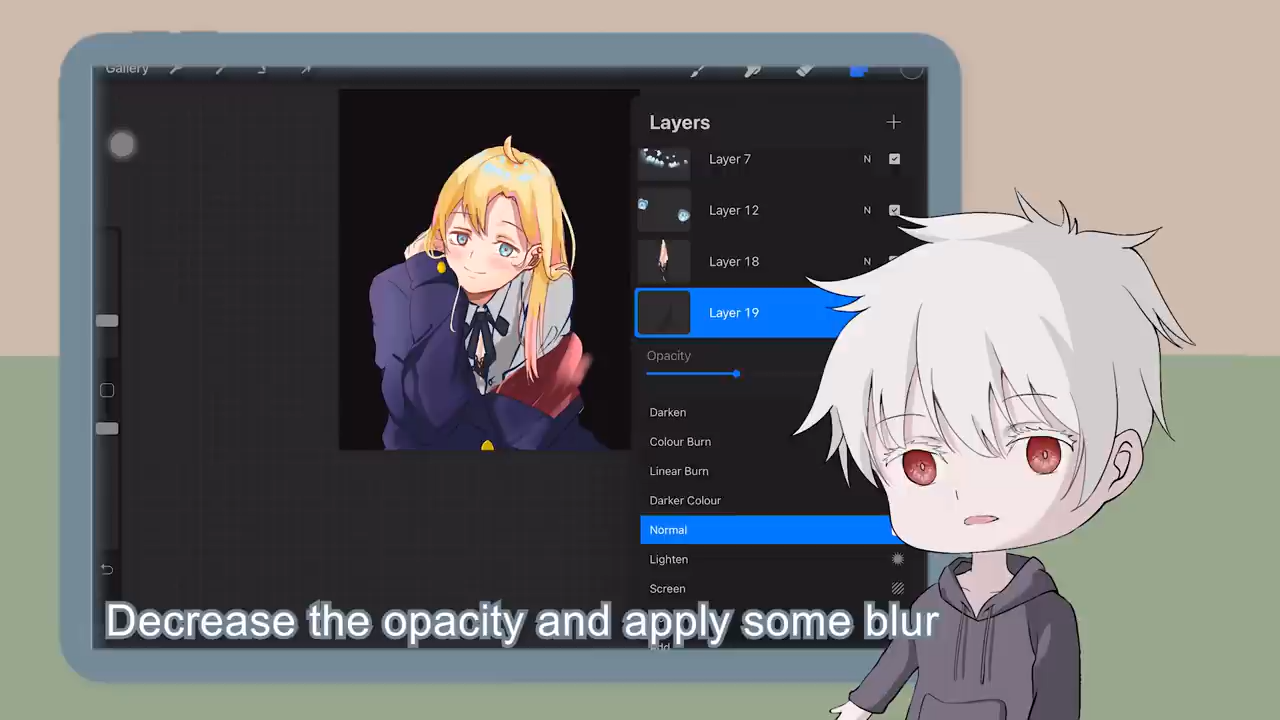 Gallery
Layers
Layer 7 N
Layer 12 N
Layer 18 N
Layer 19
Opacity
Darken
Colour Burn
Linear Burn
Darker Colour
Normal
Lighten
Screen
Decrease the opacity and apply some blur
Add